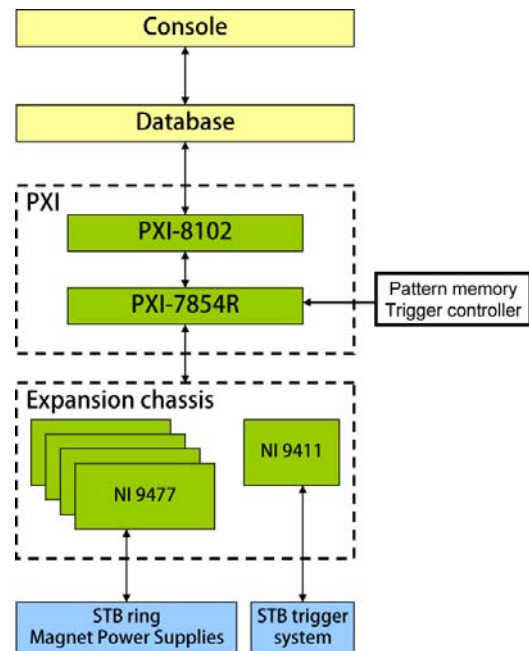 Console
Database
PXI
PXI-8102
PXI-7854R
Pattern memory
Trigger controller
Expansion chassis
NI 9477
NI 9411
STB ring
Magnet Power Supplies
STB trigger
system